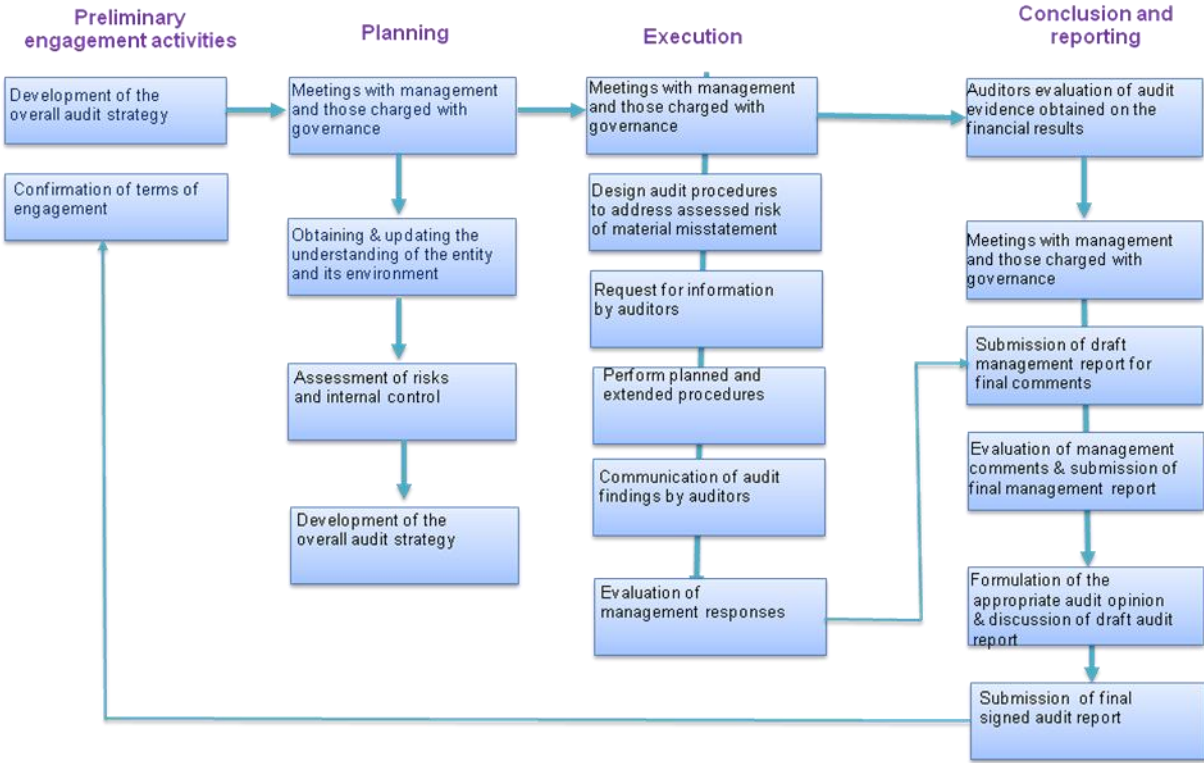 Preliminary
engagement activities
Development of the
overall audit strategy
Confirmation of terms of
engagement
Planning
Meetings with management
and those charged with
governance
Obtaining & updating the
understanding of the entity
and its environment
Assessment of risks
and internal control
Development of the
overall audit strategy
Execution
Meetings with management
and those charged with
governance
Design audit procedures
to address assessed risk
of material misstatement
Request for information
by auditors
Perform planned and
extended procedures
Communication of audit
findings by auditors
Evaluation of
management responses
Conclusion and
reporting
Auditors evaluation of audit
evidence obtained on the
financial results
Meetings with management
and those charged with
governance
Submission of draft
management report for
final comments
Evaluation of management
comments & submission of
final management report
Formulation of the
appropriate audit opinion
& discussion of draft audit
report
Submission of final
signed audit report